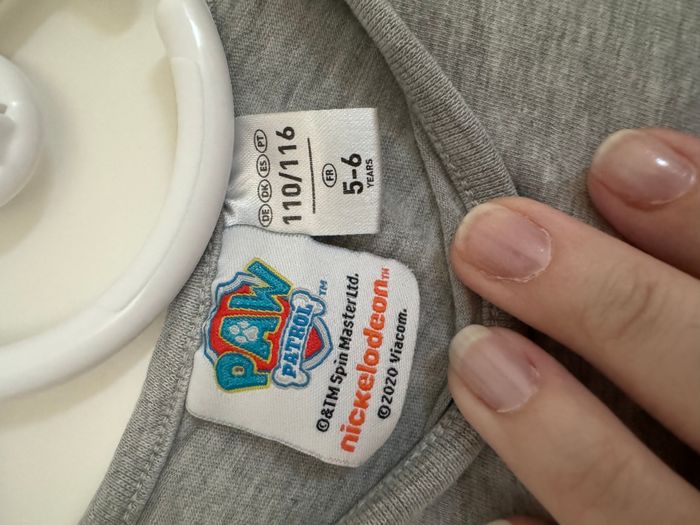 DE DK ES PT
110/116
FR
5-6
YEARS
PAW
PATROL TM
©&TM Spin Master Ltd.
nickelodeon TM
©2020 Viacom.